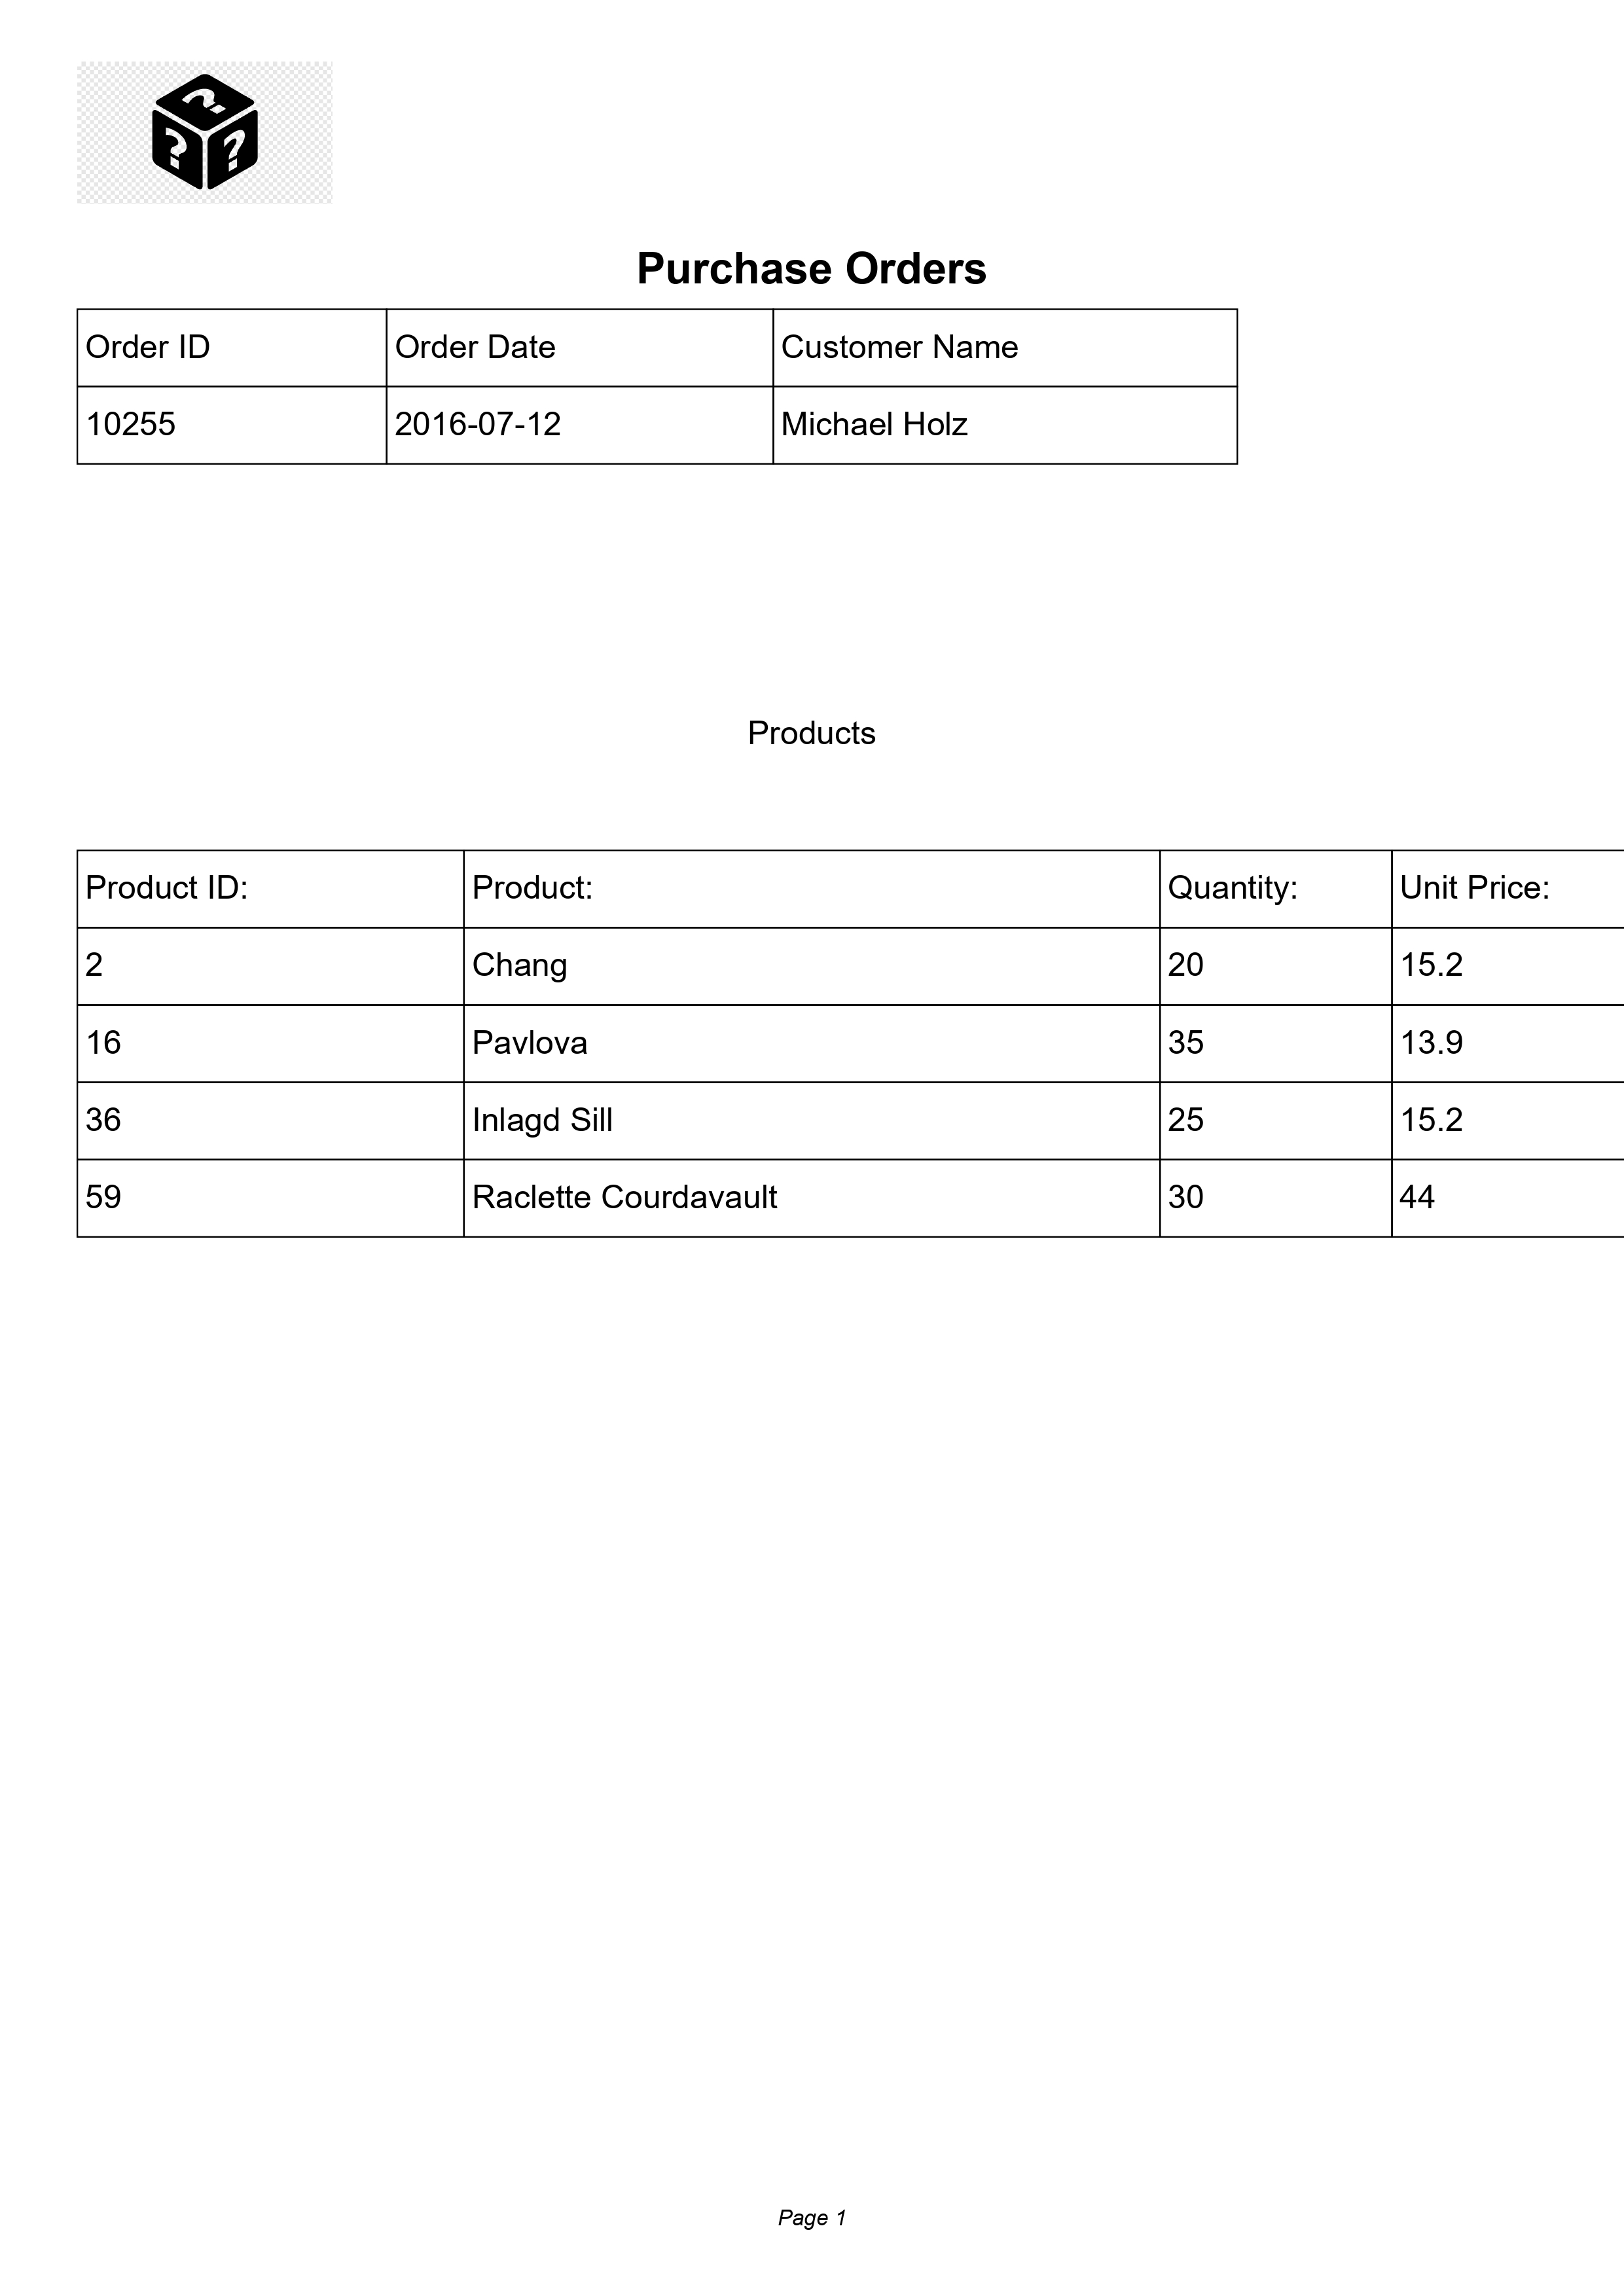 Purchase Orders
Order ID Order Date Customer Name
10255 2016-07-12 Michael Holz
Products
Product ID: Product: Quantity: Unit Price:
2 Chang 20 15.2
16 Pavlova 35 13.9
36 Inlagd Sill 25 15.2
59 Raclette Courdavault 30 44
Page 1